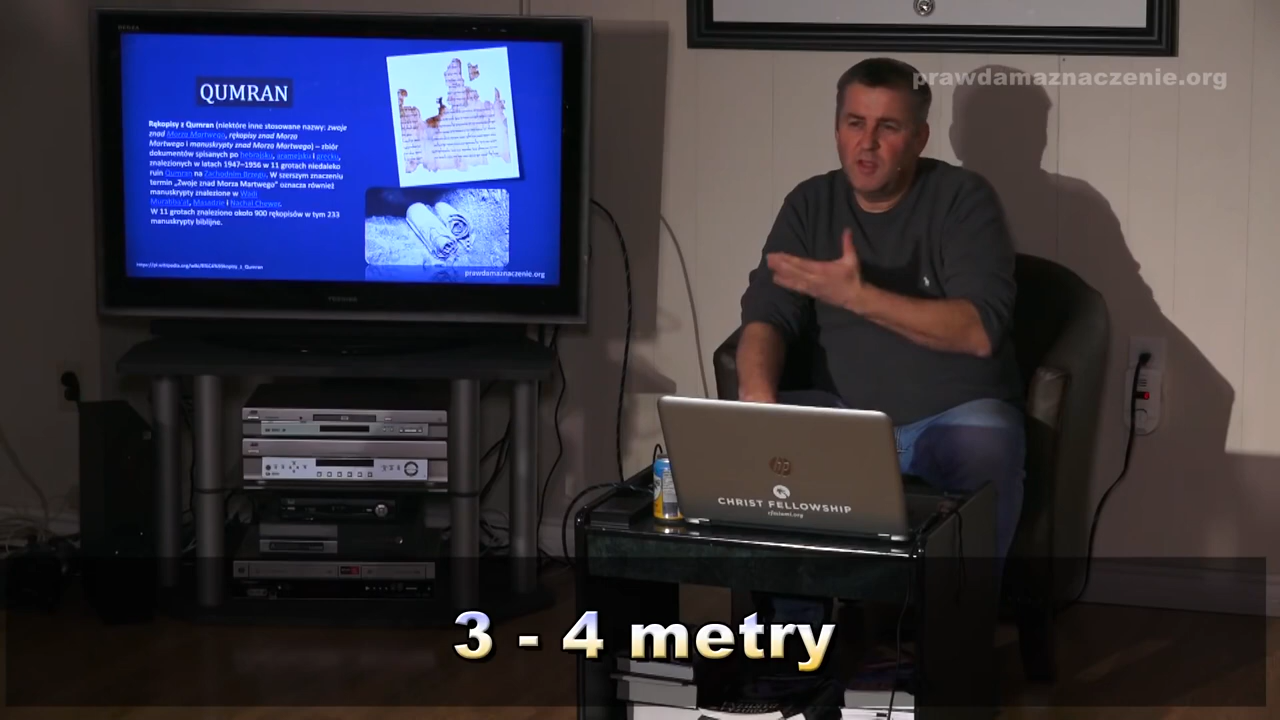 prawdamaznaczenie.org
QUMRAN
Rękopisy z Qumran (niektóre inne stosowane nazwy: zwoje
znad Morza Martwego, rękopisy znad Morza
Martwego i manuskrypty znad Morza Martwego) – zbiór
dokumentów spisanych po hebrajsku, aramejsku i grecku,
znalezionych w latach 1947–1956 w 11 grotach niedaleko
ruin Qumran na Zachodnim Brzegu. W szerszym znaczeniu
termin „Zwoje znad Morza Martwego” oznacza również
manuskrypty znalezione w Wadi
Murabba'at, Masadzie i Nachal Chewer.
W 11 grotach znaleziono około 900 rękopisów w tym 233
manuskrypty biblijne.
prawdamaznaczenie.org
hp
CHRIST FELLOWSHIP
cfmiami.org
3 - 4 metry